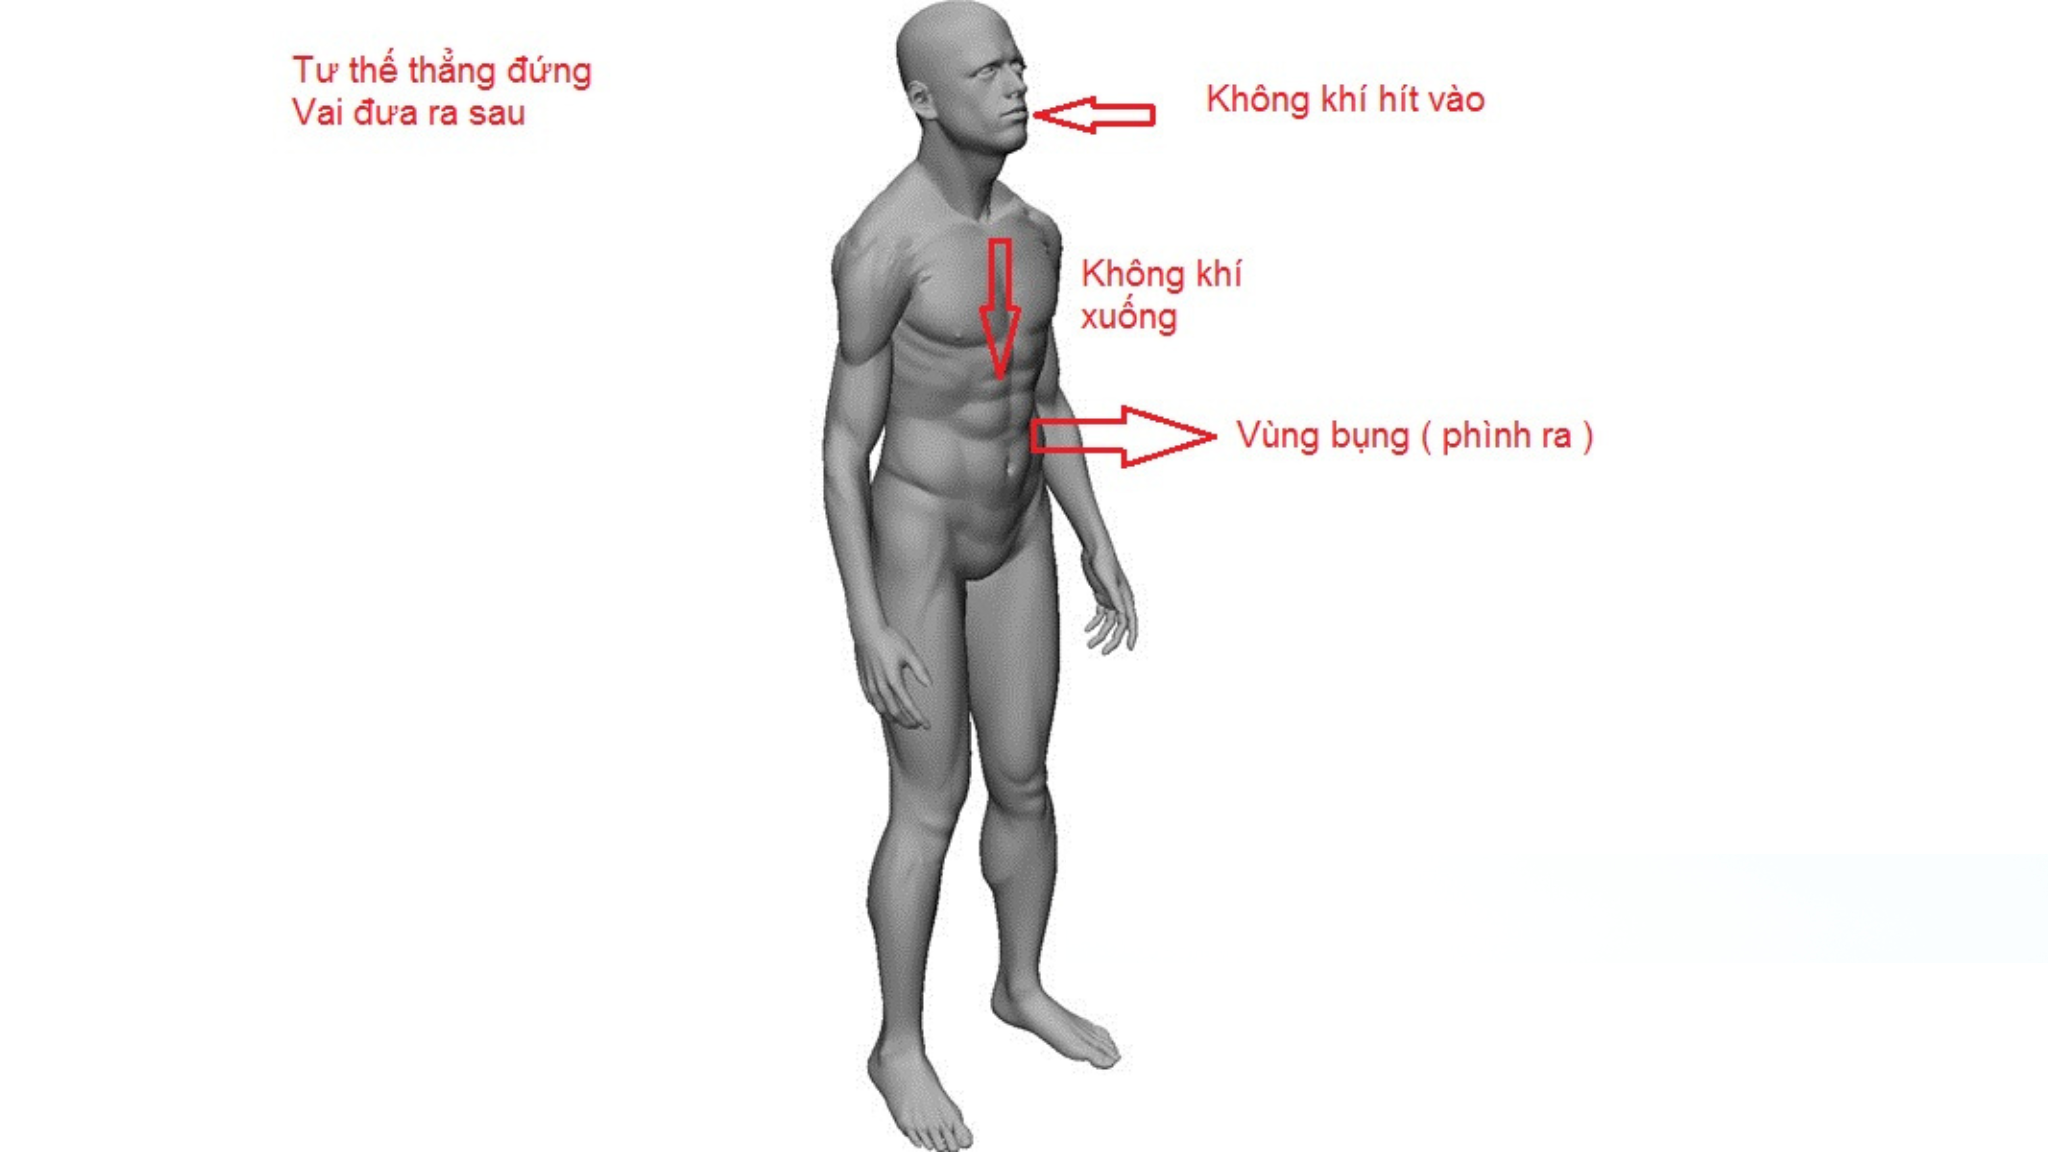 Tư thế thẳng đứng
Vai đưa ra sau
Không khí hít vào
Không khí
xuống
Vùng bụng ( phình ra )